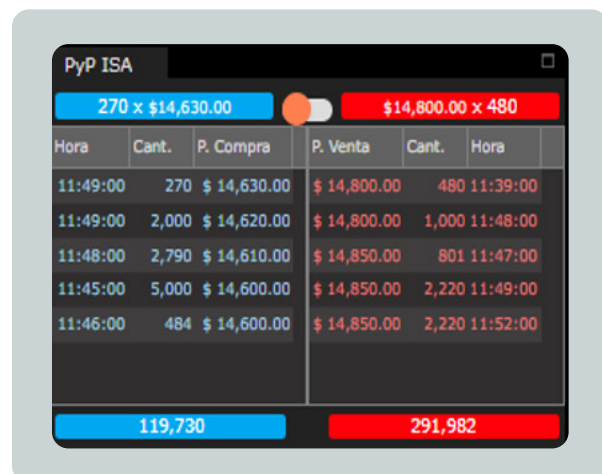 PyP ISA
270 x $14,630.00 $14,800.00 x 480
Hora Cant. P. Compra P. Venta Cant. Hora
11:49:00 270 $ 14,630.00 $ 14,800.00 480 11:39:00
11:49:00 2,000 $ 14,620.00 $ 14,800.00 1,000 11:48:00
11:48:00 2,790 $ 14,610.00 $ 14,850.00 801 11:47:00
11:45:00 5,000 $ 14,600.00 $ 14,850.00 2,220 11:49:00
11:46:00 484 $ 14,600.00 $ 14,850.00 2,220 11:52:00
119,730 291,982